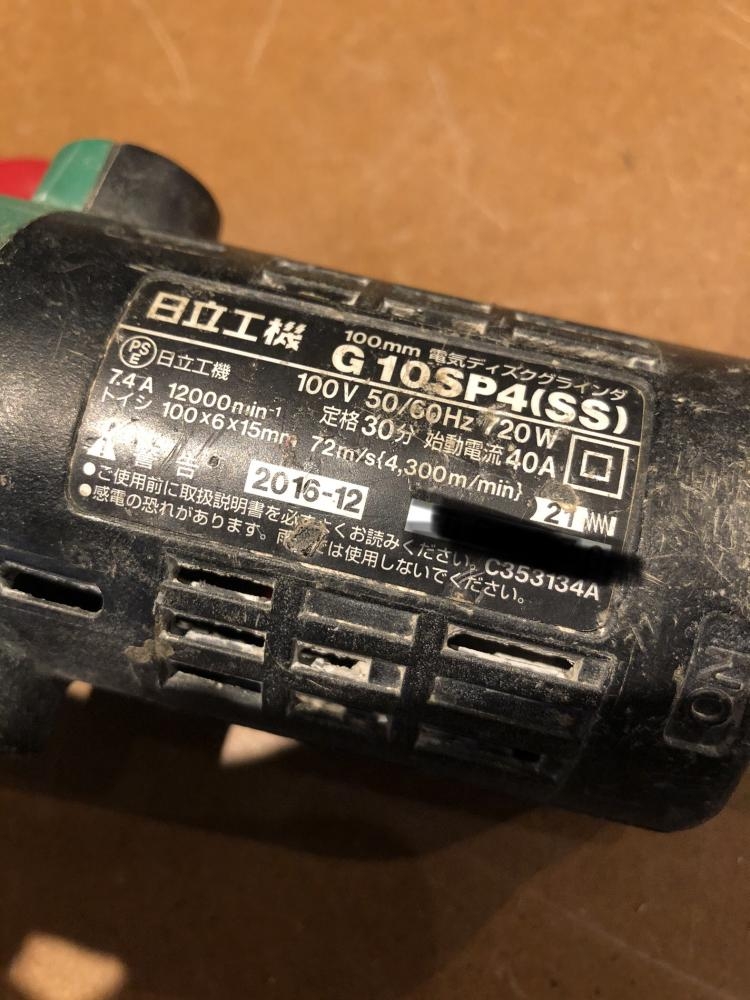 日立工機
100mm 電気ディスクグラインダ
G10SP4(SS)
PSE 日立工機
100V 50/60Hz 720W
7.4A 12000min⁻¹ 定格30分 始動電流40A
トイシ 100×6×15mm 72m/s{4,300m/min}
警告 2016-12 21
●ご使用前に取扱説明書を必ずよくお読みください。
●感電の恐れがあります。雨中では使用しないでください。
C353134A
ON